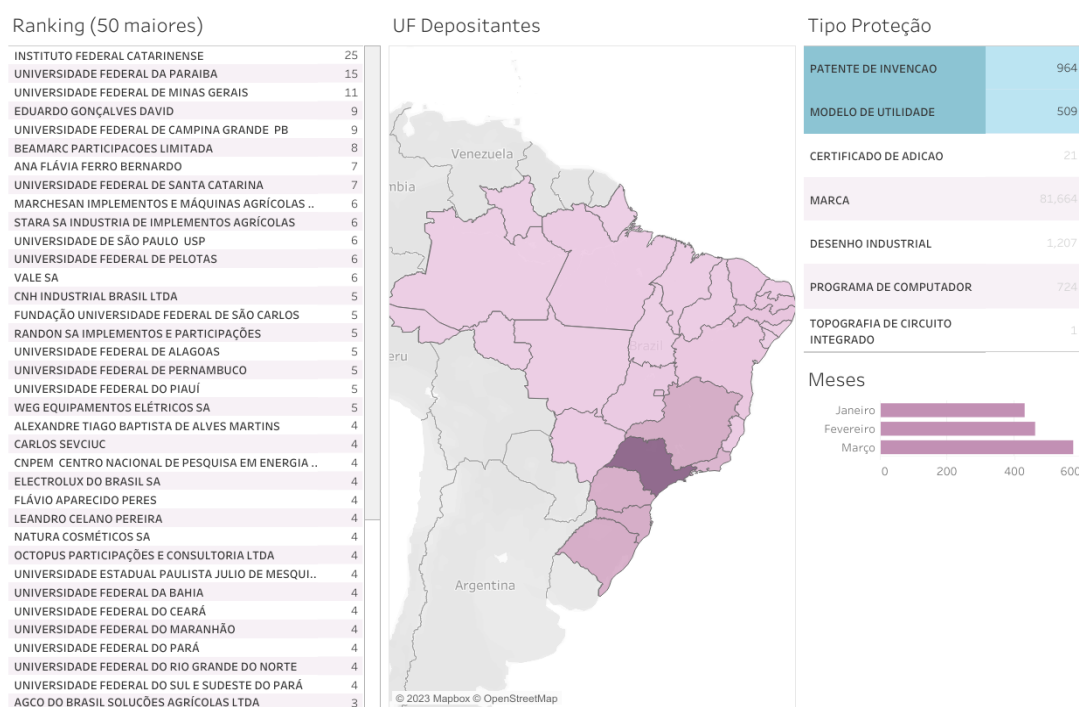 Ranking (50 maiores)
INSTITUTO FEDERAL CATARINENSE 25
UNIVERSIDADE FEDERAL DA PARAIBA 15
UNIVERSIDADE FEDERAL DE MINAS GERAIS 11
EDUARDO GONÇALVES DAVID 9
UNIVERSIDADE FEDERAL DE CAMPINA GRANDE PB 9
BEAMARC PARTICIPACOES LIMITADA 8
ANA FLÁVIA FERRO BERNARDO 7
UNIVERSIDADE FEDERAL DE SANTA CATARINA 7
MARCHESAN IMPLEMENTOS E MÁQUINAS AGRÍCOLAS .. 6
STARA SA INDUSTRIA DE IMPLEMENTOS AGRÍCOLAS 6
UNIVERSIDADE DE SÃO PAULO USP 6
UNIVERSIDADE FEDERAL DE PELOTAS 6
VALE SA 6
CNH INDUSTRIAL BRASIL LTDA 5
FUNDAÇÃO UNIVERSIDADE FEDERAL DE SÃO CARLOS 5
RANDON SA IMPLEMENTOS E PARTICIPAÇÕES 5
UNIVERSIDADE FEDERAL DE ALAGOAS 5
UNIVERSIDADE FEDERAL DE PERNAMBUCO 5
UNIVERSIDADE FEDERAL DO PIAUÍ 5
WEG EQUIPAMENTOS ELÉTRICOS SA 5
ALEXANDRE TIAGO BAPTISTA DE ALVES MARTINS 4
CARLOS SEVCIUC 4
CNPEM CENTRO NACIONAL DE PESQUISA EM ENERGIA .. 4
ELECTROLUX DO BRASIL SA 4
FLÁVIO APARECIDO PERES 4
LEANDRO CELANO PEREIRA 4
NATURA COSMÉTICOS SA 4
OCTOPUS PARTICIPAÇÕES E CONSULTORIA LTDA 4
UNIVERSIDADE ESTADUAL PAULISTA JULIO DE MESQUI.. 4
UNIVERSIDADE FEDERAL DA BAHIA 4
UNIVERSIDADE FEDERAL DO CEARÁ 4
UNIVERSIDADE FEDERAL DO MARANHÃO 4
UNIVERSIDADE FEDERAL DO PARÁ 4
UNIVERSIDADE FEDERAL DO RIO GRANDE DO NORTE 4
UNIVERSIDADE FEDERAL DO SUL E SUDESTE DO PARÁ 4
AGCO DO BRASIL SOLUÇÕES AGRÍCOLAS LTDA 3
UF Depositantes
Venezuela
mbia
Brazil
eru
Argentina
© 2023 Mapbox © OpenStreetMap
Tipo Proteção
PATENTE DE INVENCAO 964
MODELO DE UTILIDADE 509
CERTIFICADO DE ADICAO 21
MARCA 81,664
DESENHO INDUSTRIAL 1,207
PROGRAMA DE COMPUTADOR 724
TOPOGRAFIA DE CIRCUITO
INTEGRADO 1
Meses
Janeiro
Fevereiro
Março
0 200 400 600